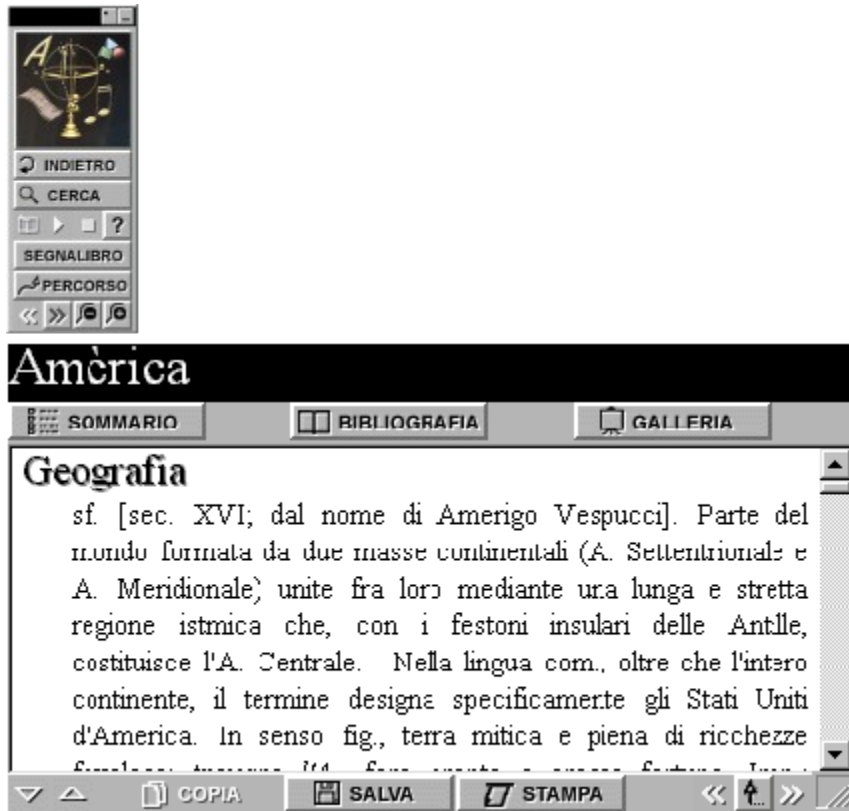 INDIETRO
CERCA
?
SEGNALIBRO
PERCORSO
Amèrica
SOMMARIO BIBLIOGRAFIA GALLERIA
Geografia
sf. [sec. XVI; dal nome di Amerigo Vespucci]. Parte del
mondo formata da due masse continentali (A. Settentrionale e
A. Meridionale) unite fra loro mediante una lunga e stretta
regione istmica che, con i festoni insulari delle Antille,
costituisce l'A. Centrale. Nella lingua com., oltre che l'intero
continente, il termine designa specificamente gli Stati Uniti
d'America. In senso fig., terra mitica e piena di ricchezze
COPIA SALVA STAMPA